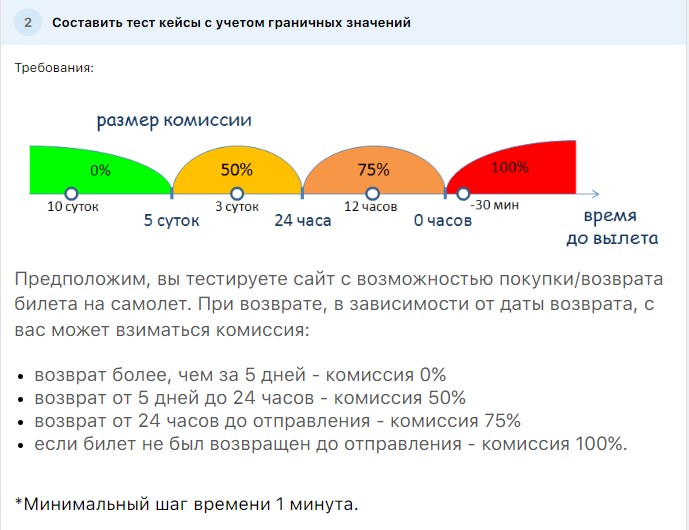 2 Составить тест кейсы с учетом граничных значений
Требования:
размер комиссии
0% 50% 75% 100%
10 суток 3 суток 12 часов -30 мин
5 суток 24 часа 0 часов время
до вылета
Предположим, вы тестируете сайт с возможностью покупки/возврата
билета на самолет. При возврате, в зависимости от даты возврата, с
вас может взиматься комиссия:
возврат более, чем за 5 дней - комиссия 0%
возврат от 5 дней до 24 часов - комиссия 50%
возврат от 24 часов до отправления - комиссия 75%
если билет не был возвращен до отправления - комиссия 100%.
*Минимальный шаг времени 1 минута.